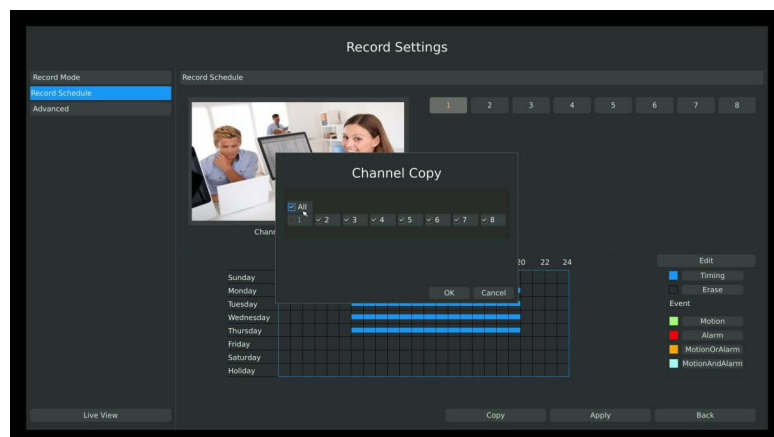 Record Settings
Record Mode
Record Schedule
Record Schedule
Advanced
1 2 3 4 5 6 7 8
Channel Copy
All
1 2 3 4 5 6 7 8
Chann
20 22 24
OK Cancel
Sunday
Monday
Tuesday
Wednesday
Thursday
Friday
Saturday
Holiday
Edit
Timing
Erase
Event
Motion
Alarm
MotionOrAlarm
MotionAndAlarm
Live View
Copy
Apply
Back